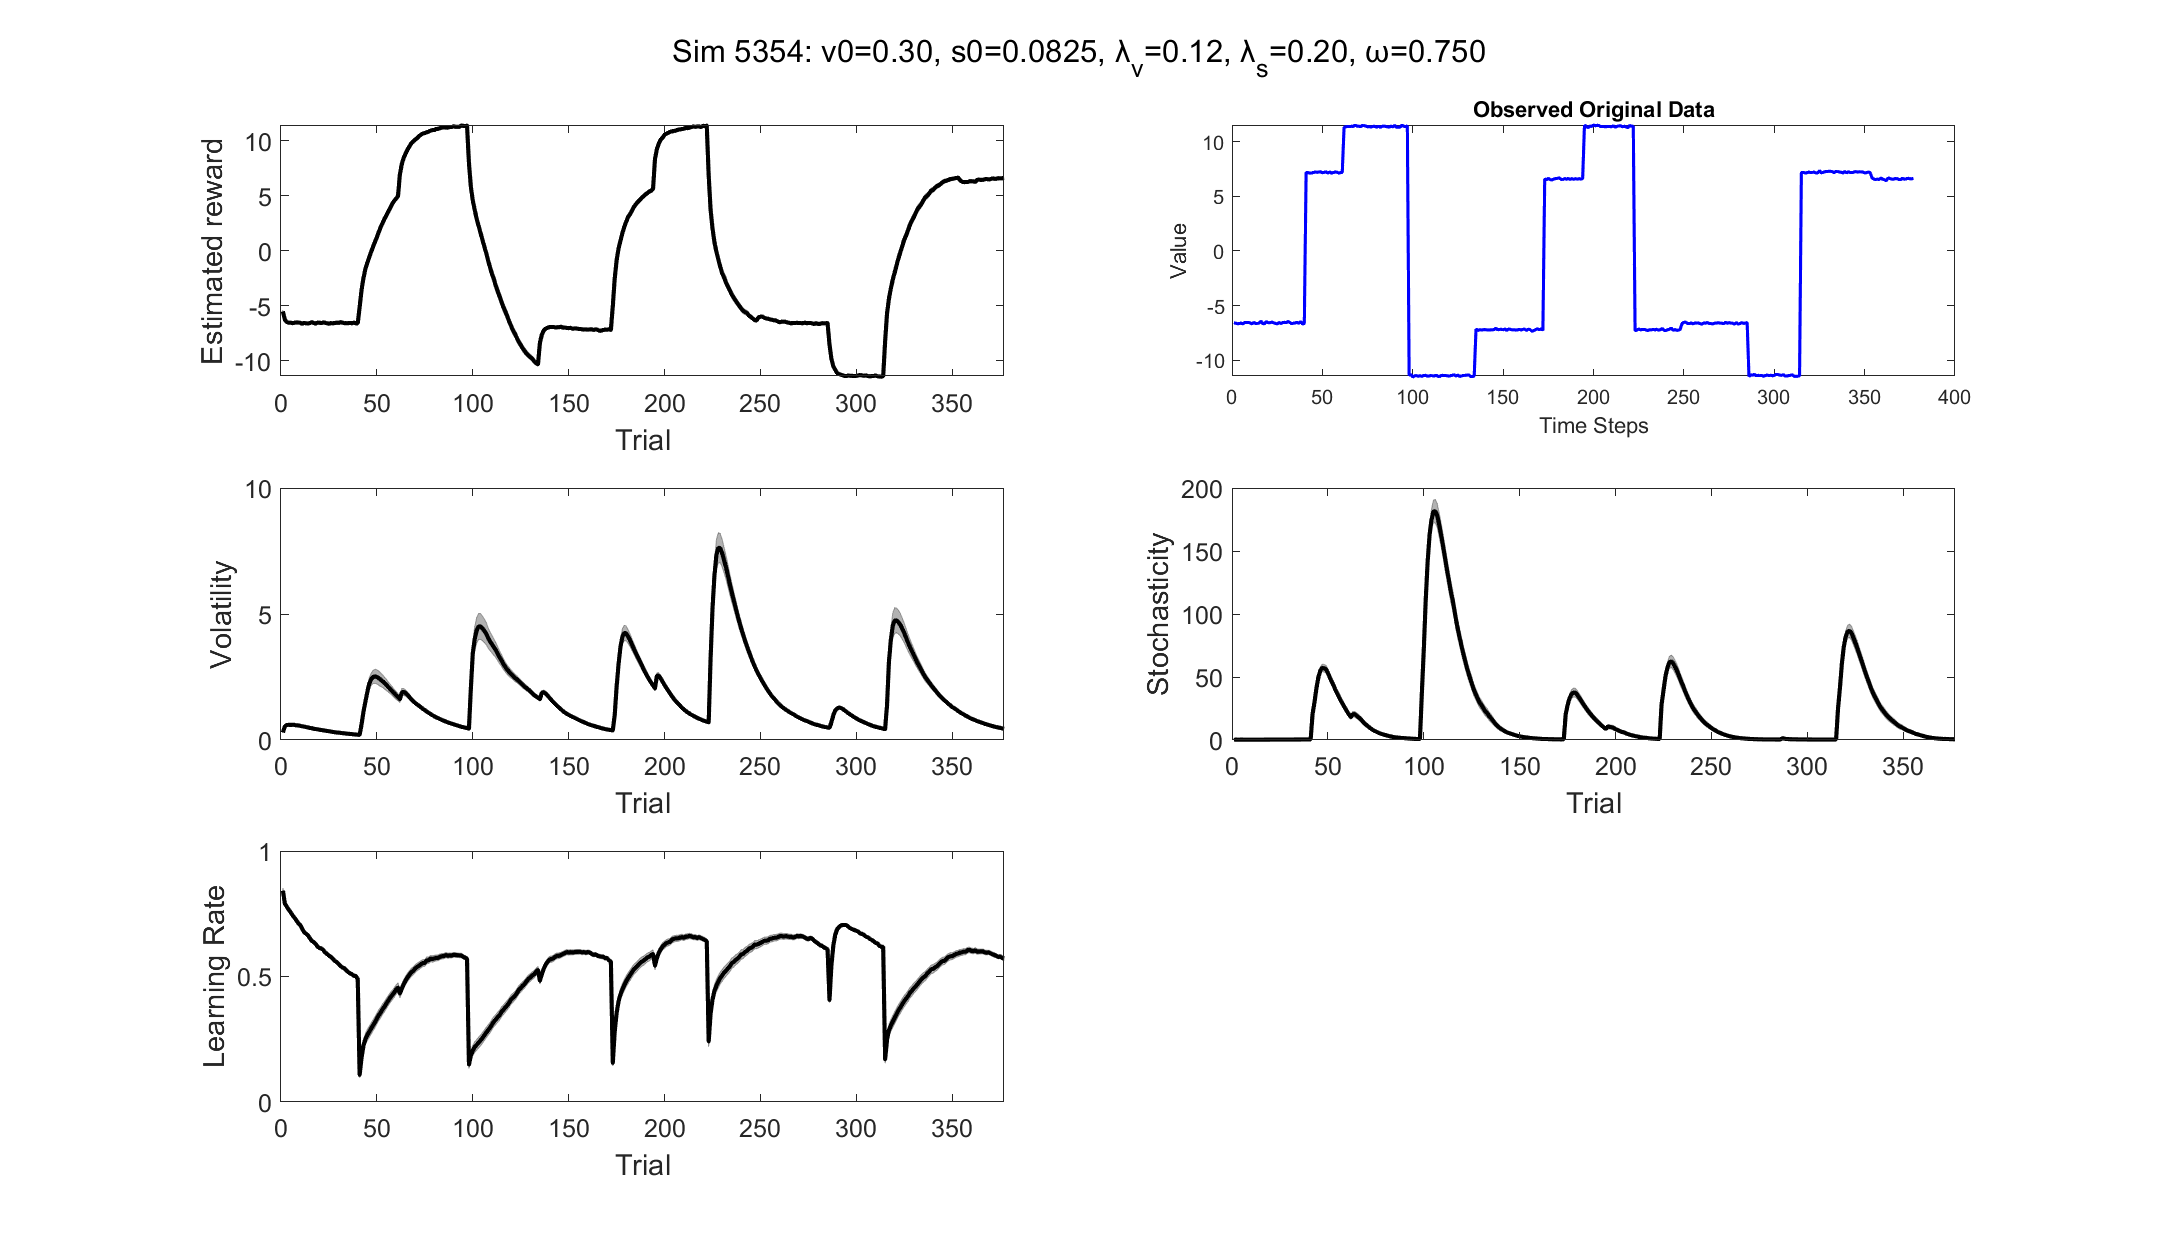 Sim 5354: v0=0.30, s0=0.0825, λ_v=0.12, λ_s=0.20, ω=0.750
Estimated reward
10
5
0
-5
-10
0 50 100 150 200 250 300 350
Trial
Observed Original Data
Value
10
5
0
-5
-10
0 50 100 150 200 250 300 350 400
Time Steps
Volatility
10
5
0
0 50 100 150 200 250 300 350
Trial
Stochasticity
200
150
100
50
0
0 50 100 150 200 250 300 350
Trial
Learning Rate
1
0.5
0
0 50 100 150 200 250 300 350
Trial